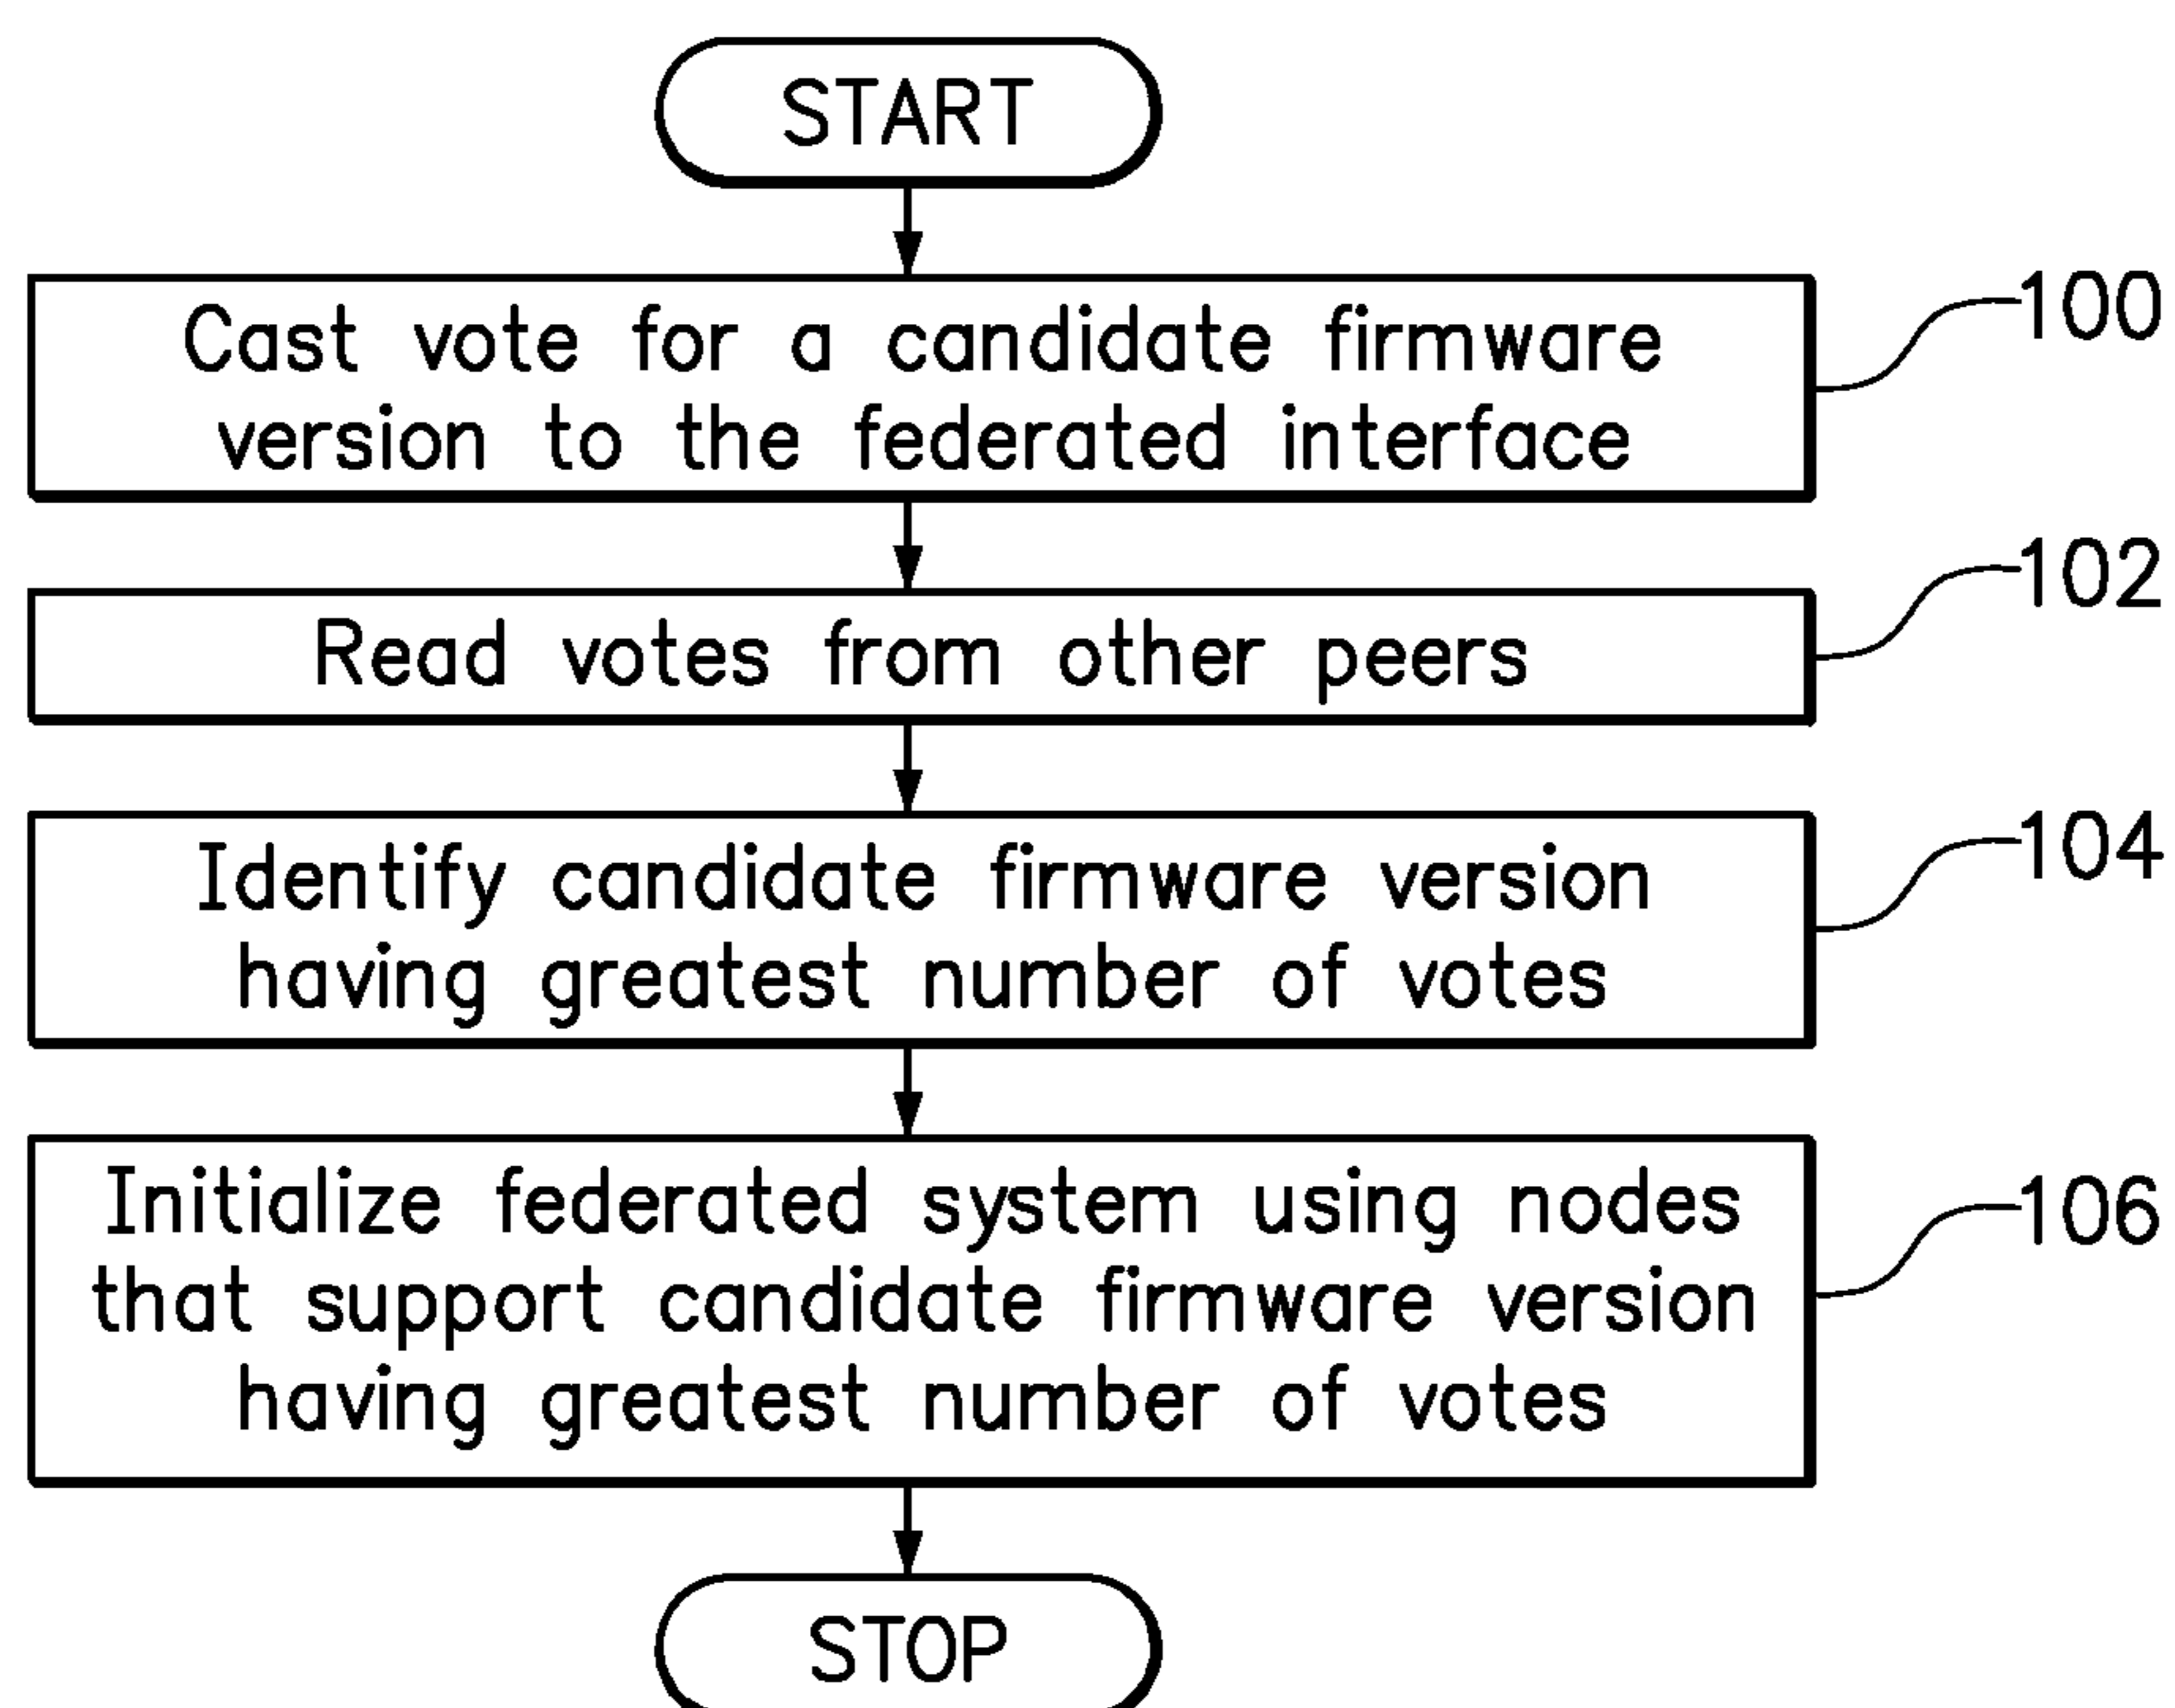 START
Cast vote for a candidate firmware
version to the federated interface
100
Read votes from other peers
102
Identify candidate firmware version
having greatest number of votes
104
Initialize federated system using nodes
that support candidate firmware version
having greatest number of votes
106
STOP